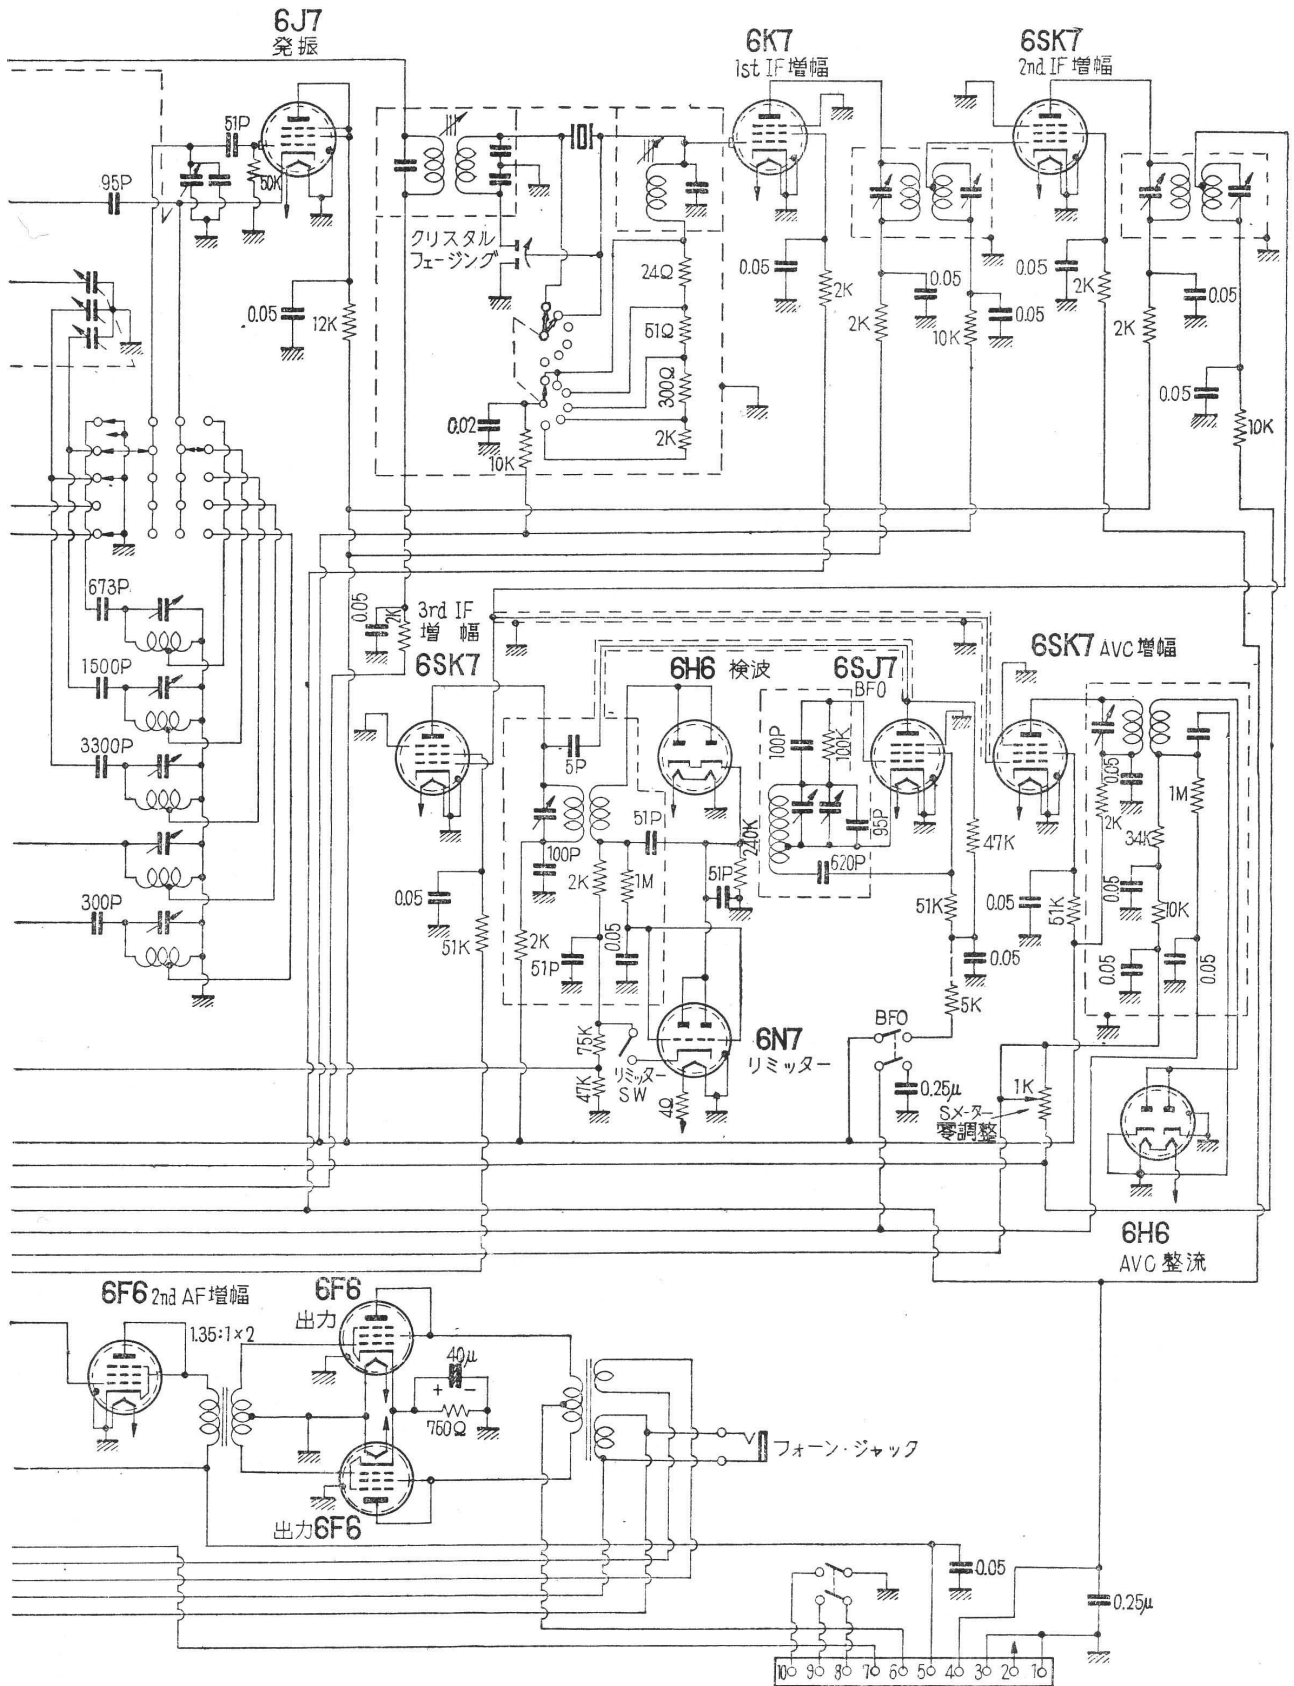 6J7
発振
6K7
1st IF 増幅
6SK7
2nd IF 増幅
51P
50K
95P
クリスタル
フェージング
24Ω
51Ω
300Ω
2K
0.02
10K
0.05
12K
0.05
2K
0.05
2K
10K
0.05
0.05
2K
2K
0.05
0.05
10K
673P
1500P
3300P
300P
0.05
2K
3rd IF
増幅
6SK7
6H6 検波
6SJ7
BFO
6SK7 AVC 増幅
5P
100P
100K
95P
620P
51P
240K
51P
100P
2K
1M
2K
51P
0.05
0.05
51K
47K
51K
0.05
5K
0.05
51K
0.05
2K
34K
1M
0.05
10K
0.05
0.05
75K
47K
リミッター
SW
4Ω
6N7
リミッター
BFO
0.25μ
1K
Sメーター
零調整
6H6
AVC 整流
6F6 2nd AF 増幅
1.35:1×2
6F6
出力
40μ
+ −
750Ω
出力 6F6
フォーン・ジャック
0.05
0.25μ
10 9 8 7 6 5 4 3 2 1